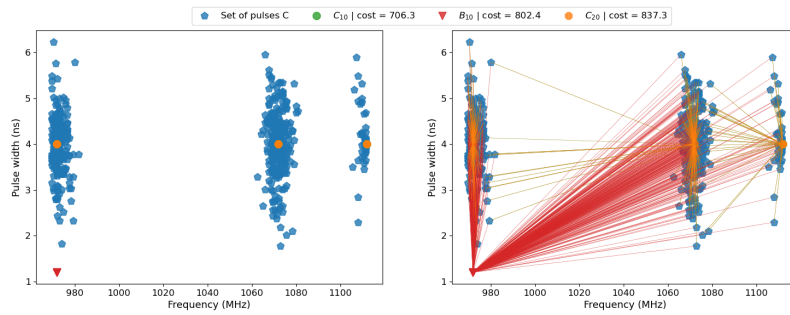 Set of pulses C C₁₀ | cost = 706.3 B₁₀ | cost = 802.4 C₂₀ | cost = 837.3
Pulse width (ns)
6
5
4
3
2
1
980 1000 1020 1040 1060 1080 1100
Frequency (MHz)
Pulse width (ns)
6
5
4
3
2
1
980 1000 1020 1040 1060 1080 1100
Frequency (MHz)